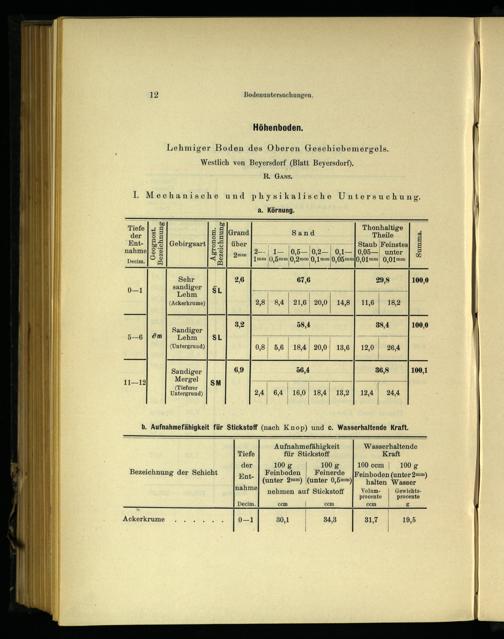 12
Bodenuntersuchungen.
Höhenboden.
Lehmiger Boden des Oberen Geschiebemergels.
Westlich von Beyersdorf (Blatt Beyersdorf).
R. Gans.
I. Mechanische und physikalische Untersuchung.
a. Körnung.
Tiefe der Ent-nahme Decim.
Geognost. Bezeichnung
Gebirgsart
Agronom. Bezeichnung
Grand über 2mm
Sand
2—1mm 1—0,5mm 0,5—0,2mm 0,2—0,1mm 0,1—0,05mm
Thonhaltige Theile
Staub 0,05—0,01mm Feinstes unter 0,01mm
Summa.
0—1 Sehr sandiger Lehm (Ackerkrume) SL 2,6 67,6 29,8 100,0
2,8 8,4 21,6 20,0 14,8 11,6 18,2
5—6 ∂m Sandiger Lehm (Untergrund) SL 3,2 58,4 38,4 100,0
0,8 5,6 18,4 20,0 13,6 12,0 26,4
11—12 Sandiger Mergel (Tieferer Untergrund) SM 6,9 56,4 36,8 100,1
2,4 6,4 16,0 18,4 13,2 12,4 24,4
b. Aufnahmefähigkeit für Stickstoff (nach Knop) und c. Wasserhaltende Kraft.
Bezeichnung der Schicht
Tiefe der Ent-nahme Decim.
Aufnahmefähigkeit für Stickstoff
100 g Feinboden (unter 2mm) 100 g Feinerde (unter 0,5mm)
nehmen auf Stickstoff
ccm ccm
Wasserhaltende Kraft
100 ccm 100 g
Feinboden (unter 2mm) halten Wasser
Volum-procente ccm Gewichts-procente g
Ackerkrume . . . . . . 0—1 30,1 34,3 31,7 19,5